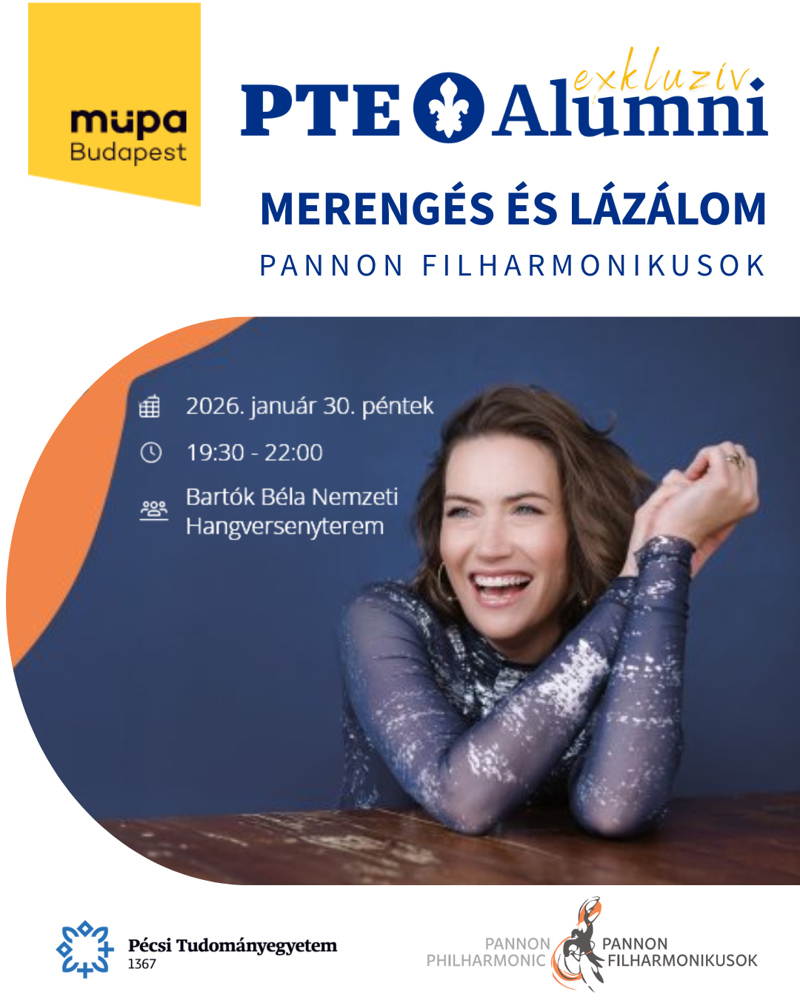 müpa
Budapest
PTE Alumni
exkluzív
MERENGÉS ÉS LÁZÁLOM
PANNON FILHARMONIKUSOK
2026. január 30. péntek
19:30 - 22:00
Bartók Béla Nemzeti
Hangversenyterem
Pécsi Tudományegyetem
1367
PANNON
PHILHARMONIC
PANNON
FILHARMONIKUSOK